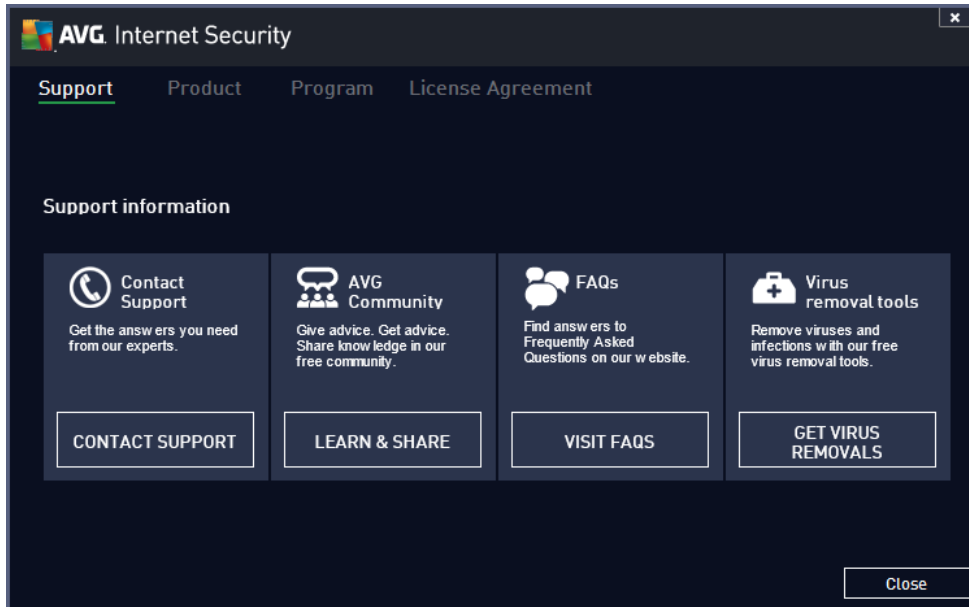 AVG. Internet Security
x
Support Product Program License Agreement
Support information
Contact
Support
Get the answers you need
from our experts.
CONTACT SUPPORT
AVG
Community
Give advice. Get advice.
Share knowledge in our
free community.
LEARN & SHARE
FAQs
Find answers to
Frequently Asked
Questions on our website.
VISIT FAQS
Virus
removal tools
Remove viruses and
infections with our free
virus removal tools.
GET VIRUS
REMOVALS
Close